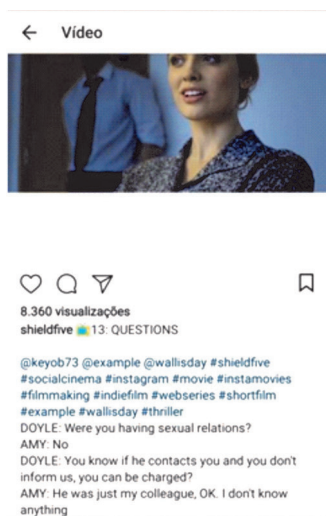 Vídeo
8.360 visualizações
shieldfive 13: QUESTIONS
@keyob73 @example @wallisday #shieldfive
#socialcinema #instagram #movie #instamovies
#filmmaking #indiefilm #webseries #shortfilm
#example #wallisday #thriller
DOYLE: Were you having sexual relations?
AMY: No
DOYLE: You know if he contacts you and you don't
inform us, you can be charged?
AMY: He was just my colleague, OK. I don't know
anything